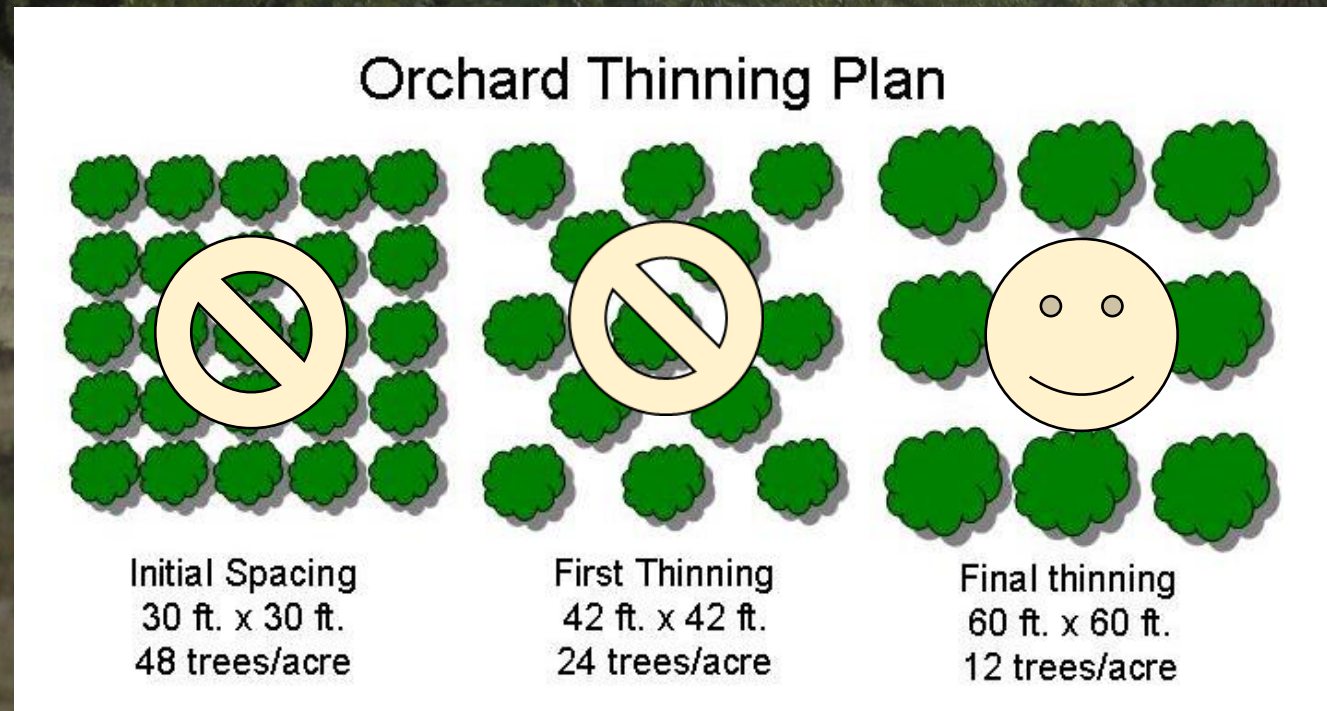 Orchard Thinning Plan
Initial Spacing
30 ft. x 30 ft.
48 trees/acre
First Thinning
42 ft. x 42 ft.
24 trees/acre
Final thinning
60 ft. x 60 ft.
12 trees/acre